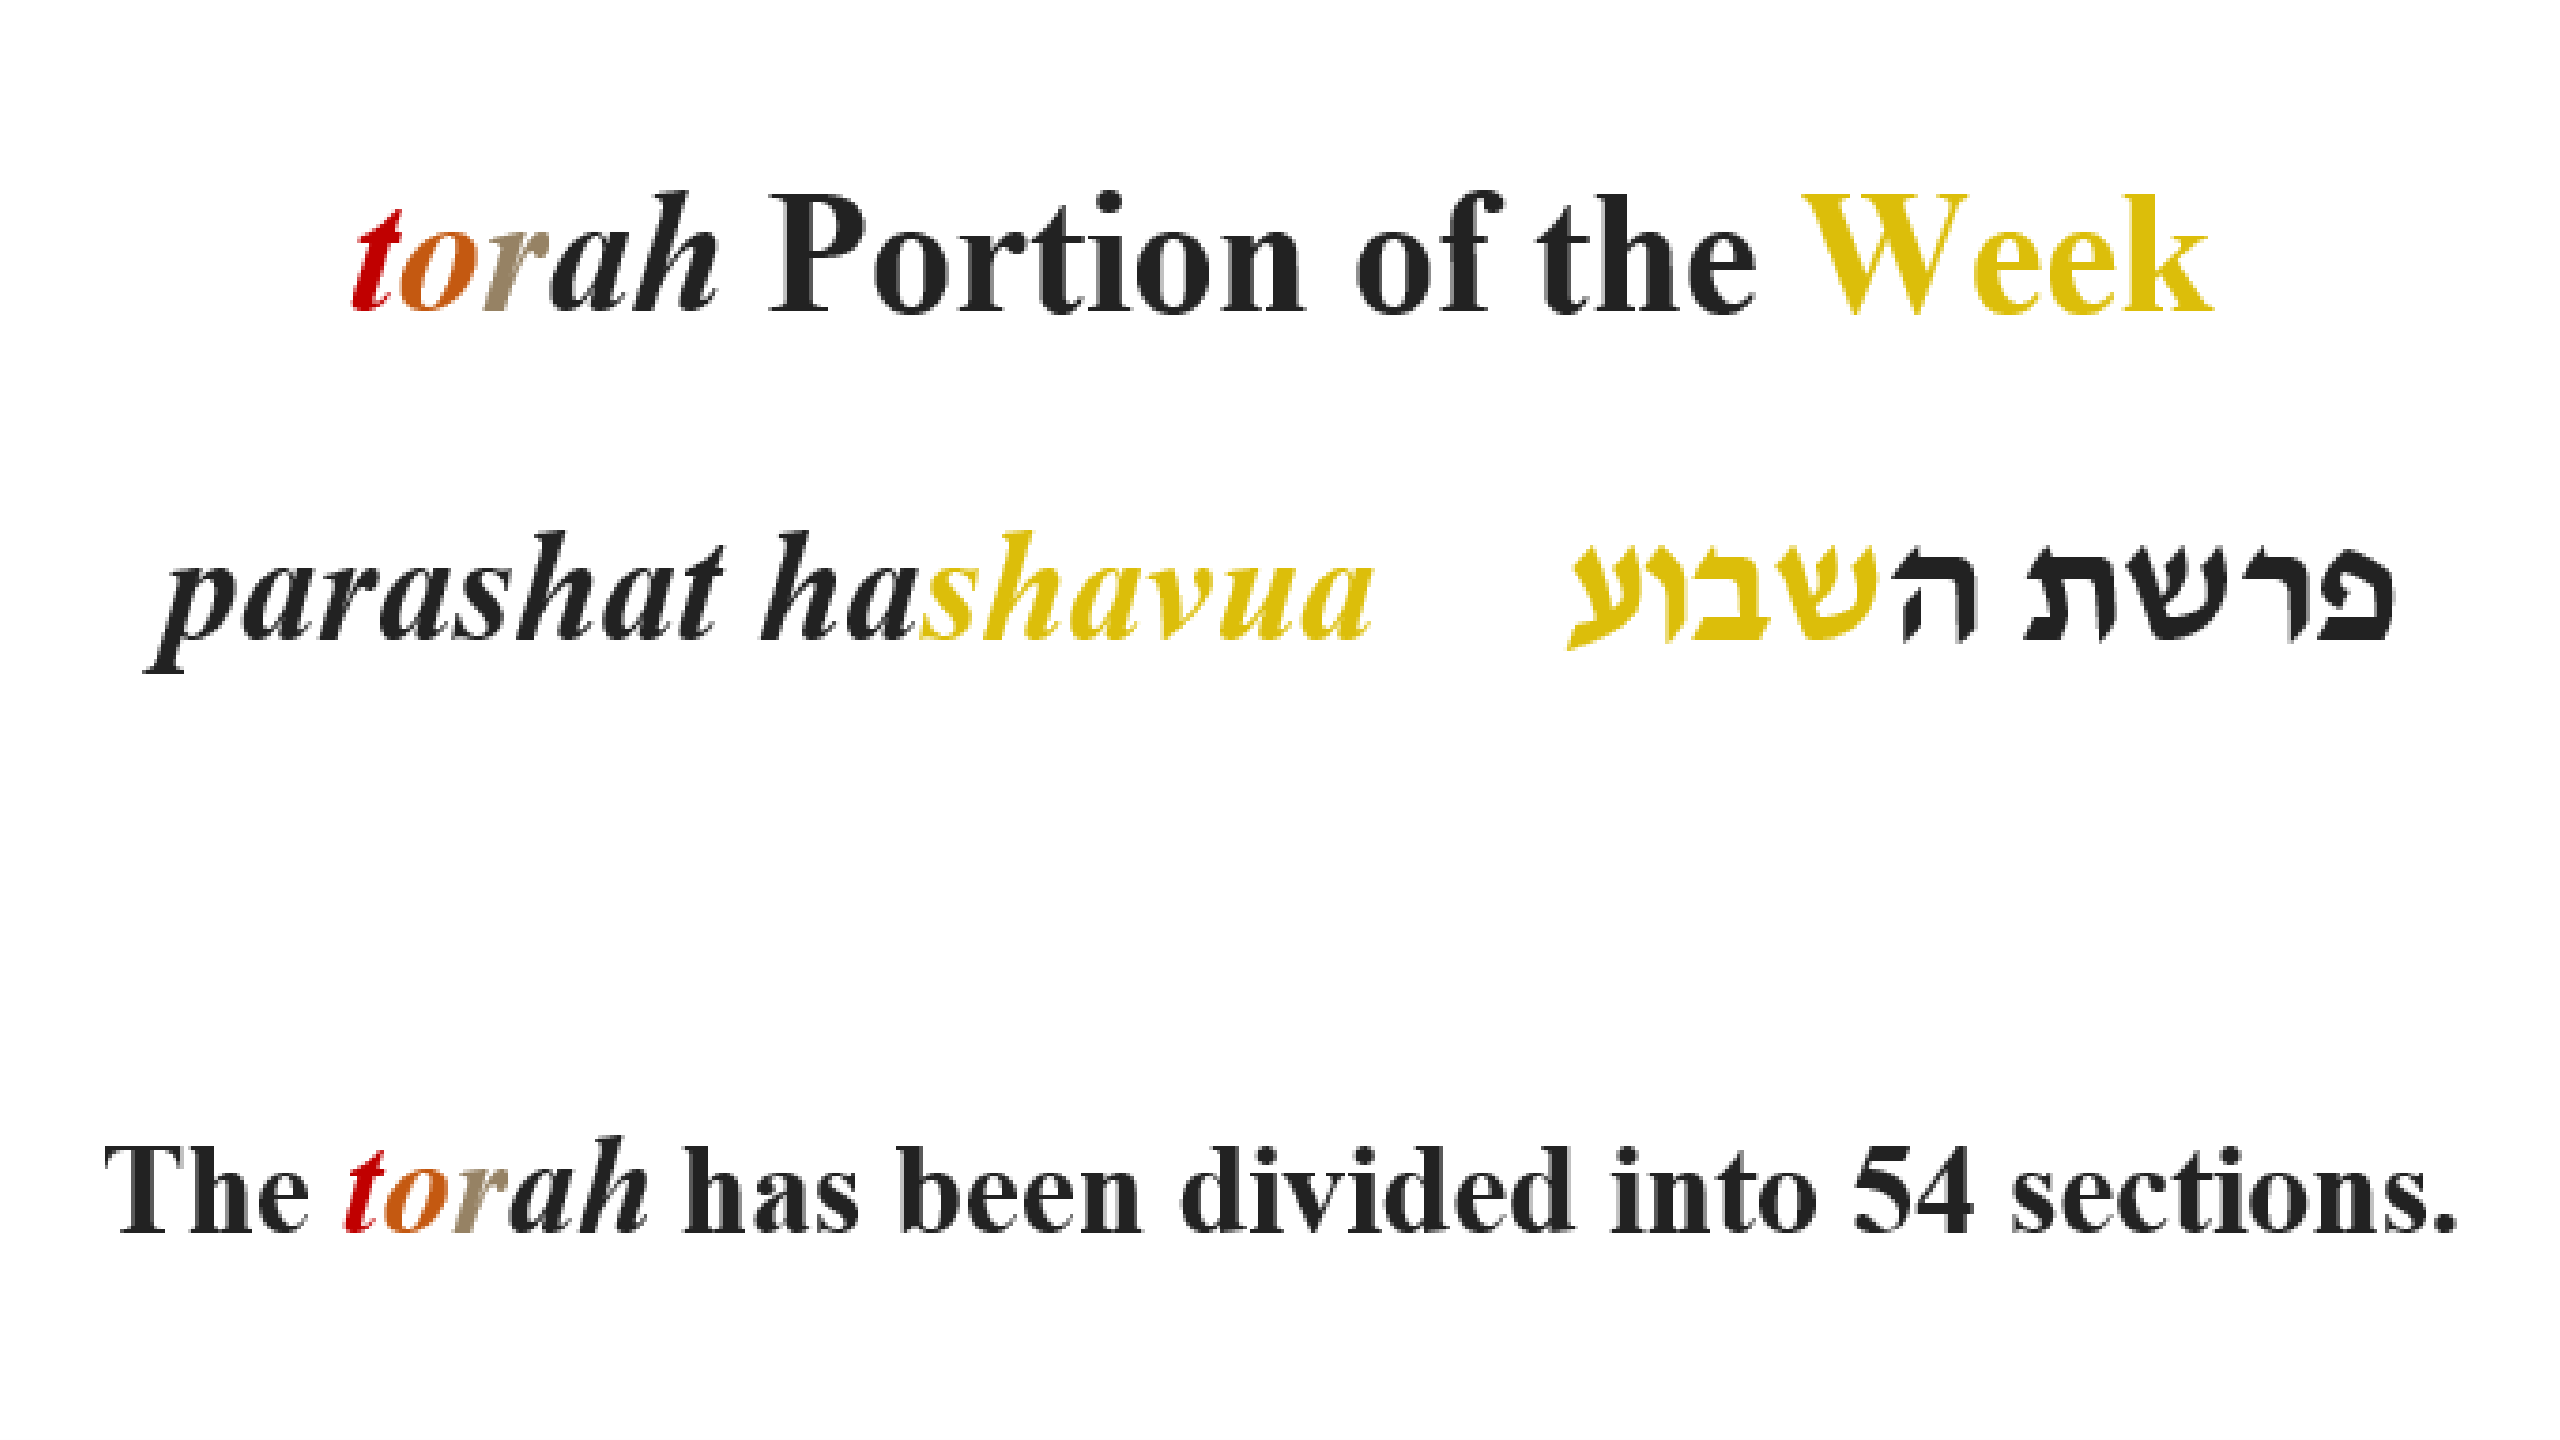 torah Portion of the Week
parashat hashavua פרשת השבוע
The torah has been divided into 54 sections.